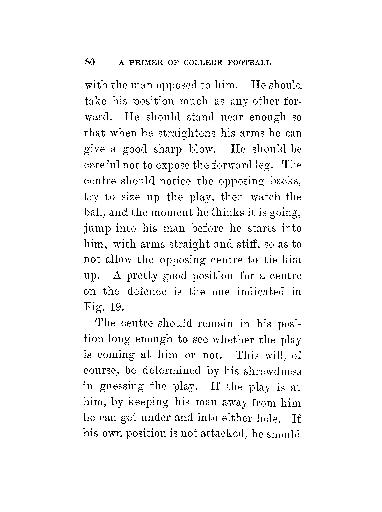 80 A PRIMER OF COLLEGE FOOTBALL
with the man opposed to him. He should
take his position much as any other for-
ward. He should stand near enough so
that when he straightens his arms he can
give a good sharp blow. He should be
careful not to expose the forward leg. The
centre should notice the opposing backs,
try to size up the play, then watch the
ball, and the moment he thinks it is going,
jump into his man before he starts into
him, with arms straight and stiff, so as to
not allow the opposing centre to tie him
up. A pretty good position for a centre
on the defence is the one indicated in
Fig. 19.
The centre should remain in his posi-
tion long enough to see whether the play
is coming at him or not. This will, of
course, be determined by his shrewdness
in guessing the play. If the play is at
him, by keeping his man away from him
he can get under and into either hole. If
his own position is not attacked, he should